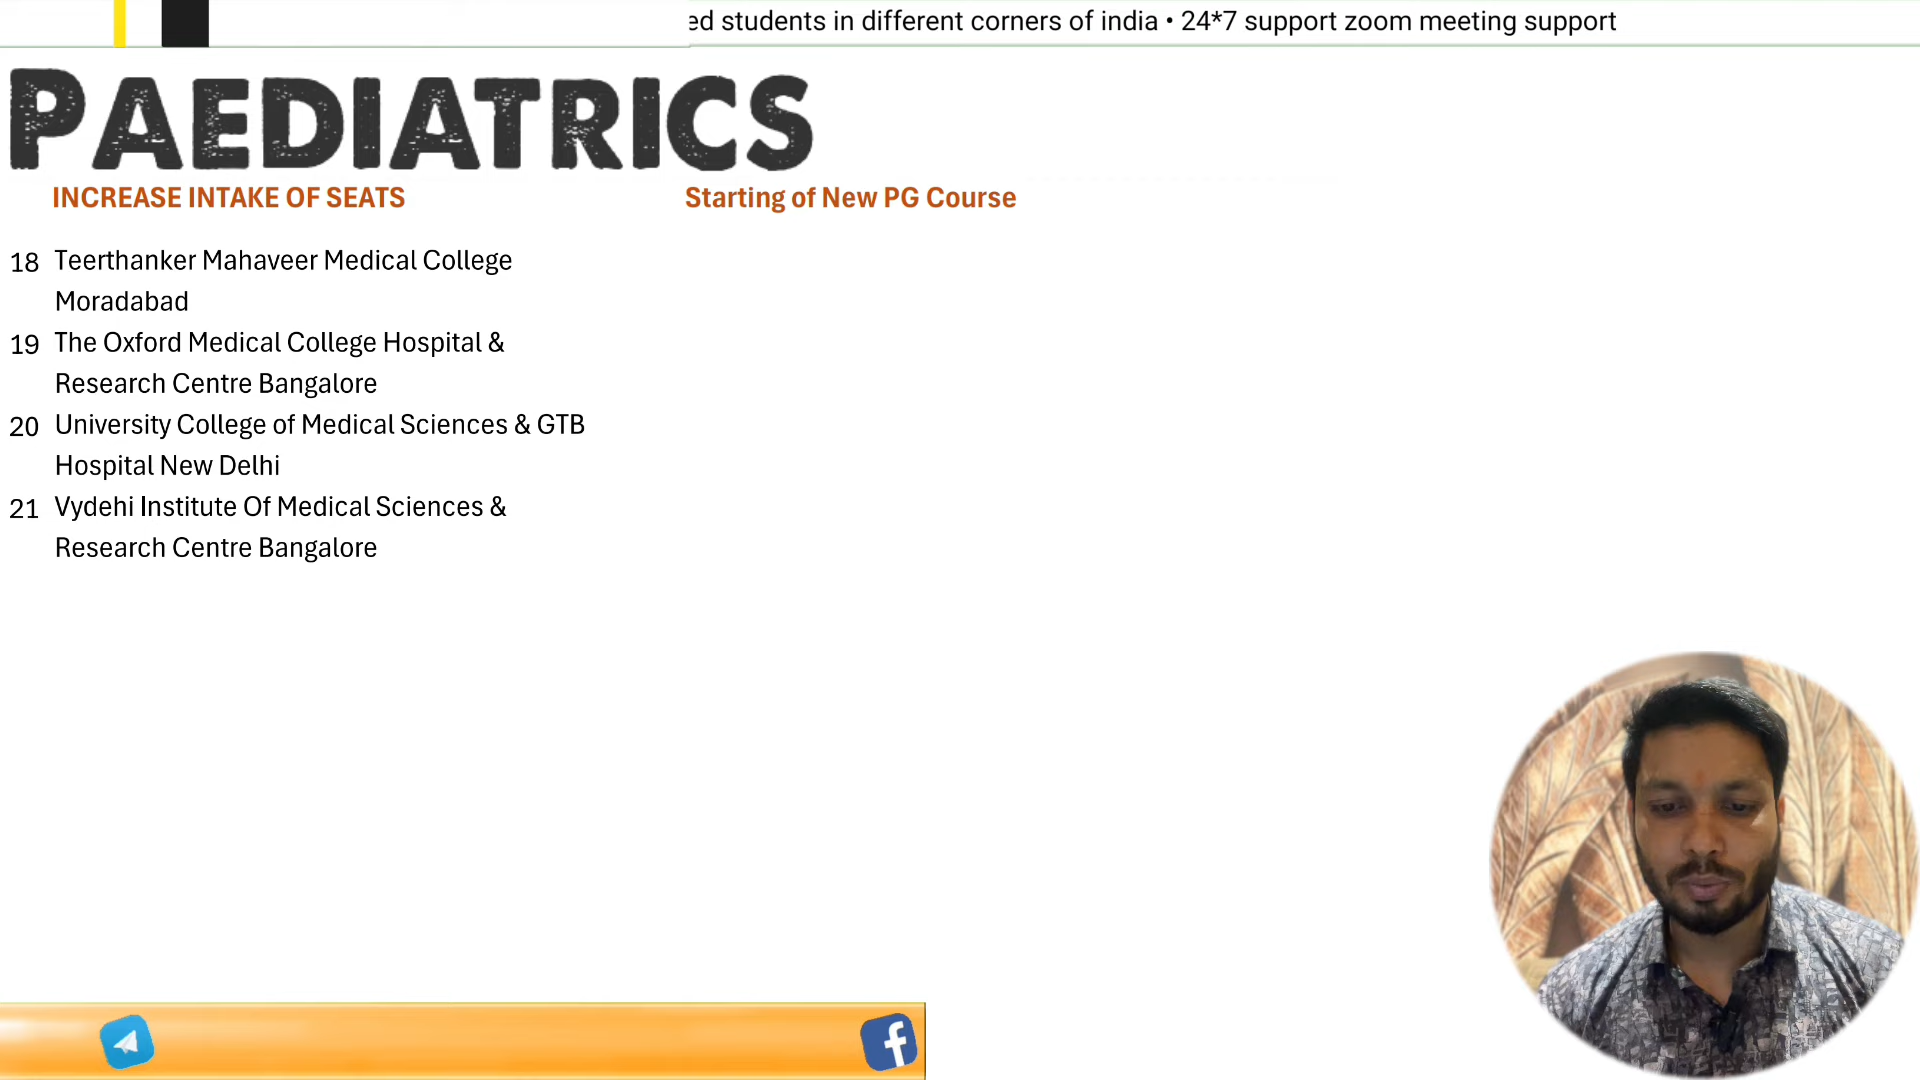 ed students in different corners of india • 24*7 support zoom meeting support
PAEDIATRICS
INCREASE INTAKE OF SEATS
Starting of New PG Course
18 Teerthanker Mahaveer Medical College
Moradabad
19 The Oxford Medical College Hospital &
Research Centre Bangalore
20 University College of Medical Sciences & GTB
Hospital New Delhi
21 Vydehi Institute Of Medical Sciences &
Research Centre Bangalore